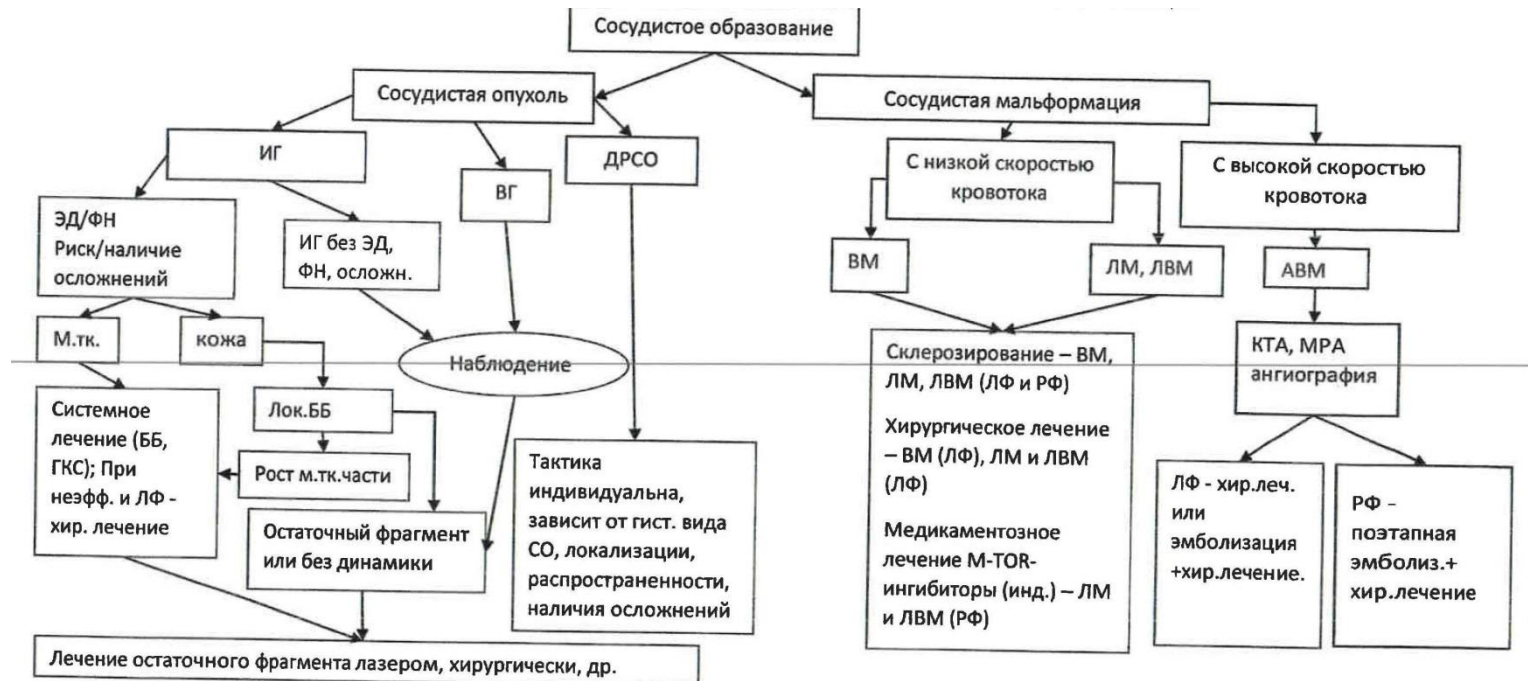 Сосудистое образование
Сосудистая опухоль
Сосудистая мальформация
ИГ
ВГ
ДРСО
С низкой скоростью
кровотока
С высокой скоростью
кровотока
ЭД/ФН
Риск/наличие
осложнений
ИГ без ЭД,
ФН, осложн.
ВМ
ЛМ, ЛВМ
АВМ
М.тк.
кожа
Наблюдение
КТА, МРА
ангиография
Системное
лечение (ББ,
ГКС); При
неэфф. и ЛФ -
хир. лечение
Лок.ББ
Рост м.тк.части
Остаточный фрагмент
или без динамики
Тактика
индивидуальна,
зависит от гист. вида
СО, локализации,
распространенности,
наличия осложнений
Склерозирование – ВМ,
ЛМ, ЛВМ (ЛФ и РФ)
Хирургическое лечение
– ВМ (ЛФ), ЛМ и ЛВМ
(ЛФ)
Медикаментозное
лечение M-TOR-
ингибиторы (инд.) – ЛМ
и ЛВМ (РФ)
ЛФ - хир.леч.
или
эмболизация
+хир.лечение.
РФ -
поэтапная
эмболиз.+
хир.лечение
Лечение остаточного фрагмента лазером, хирургически, др.